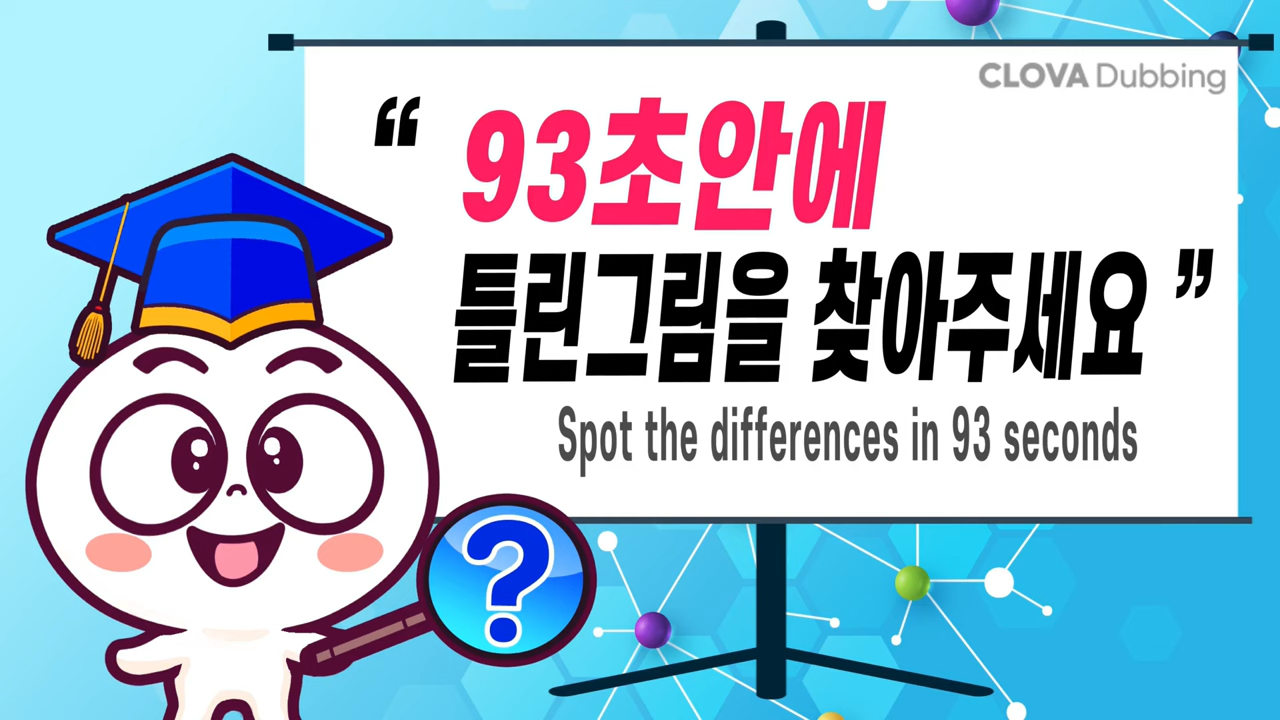 CLOVA Dubbing
“ 93초안에
틀린그림을 찾아주세요 ”
Spot the differences in 93 seconds
?